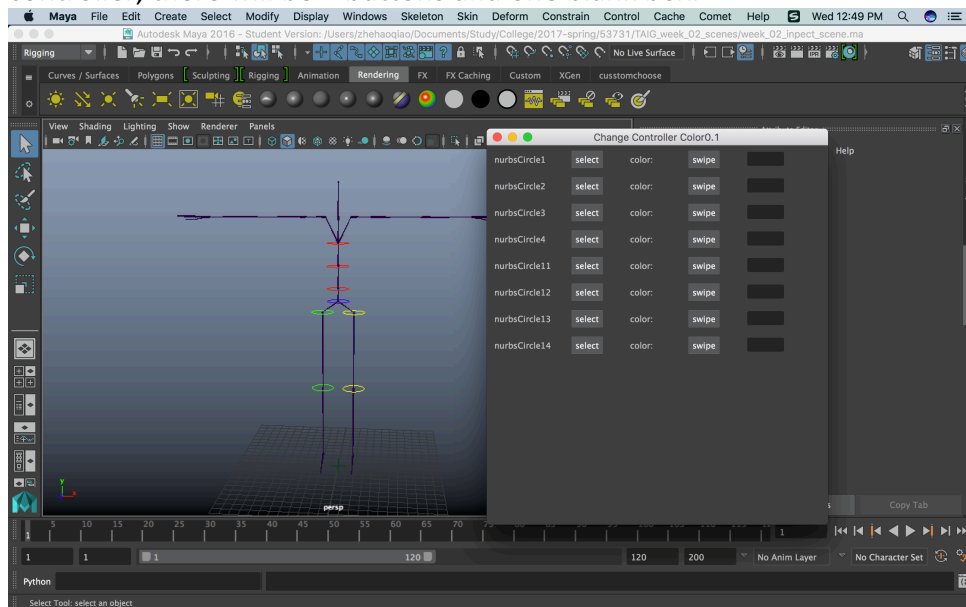 Maya File Edit Create Select Modify Display Windows Skeleton Skin Deform Constrain Control Cache Comet Help Wed 12:49 PM
Autodesk Maya 2016 - Student Version: /Users/zhehaoqiao/Documents/Study/College/2017-spring/53731/TAIG_week_02_scenes/week_02_inpect_scene.ma
Rigging No Live Surface
Curves / Surfaces Polygons Sculpting Rigging Animation Rendering FX FX Caching Custom XGen cusstomchoose
View Shading Lighting Show Renderer Panels
Change Controller Color0.1
Help
nurbsCircle1 select color: swipe
nurbsCircle2 select color: swipe
nurbsCircle3 select color: swipe
nurbsCircle4 select color: swipe
nurbsCircle11 select color: swipe
nurbsCircle12 select color: swipe
nurbsCircle13 select color: swipe
nurbsCircle14 select color: swipe
y
x
persp
Copy Tab
5 10 15 20 25 30 35 40 45 50 55 60 65 70
1 1
1 1 1 120 120 200 No Anim Layer No Character Set
Python
Select Tool: select an object